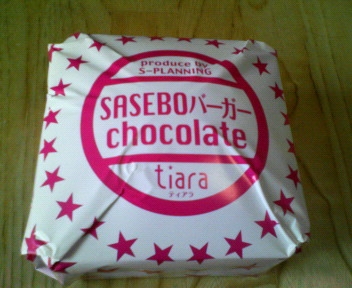 produce by
S-PLANNING
SASEBOバーガー
chocolate
tiara
ティアラ